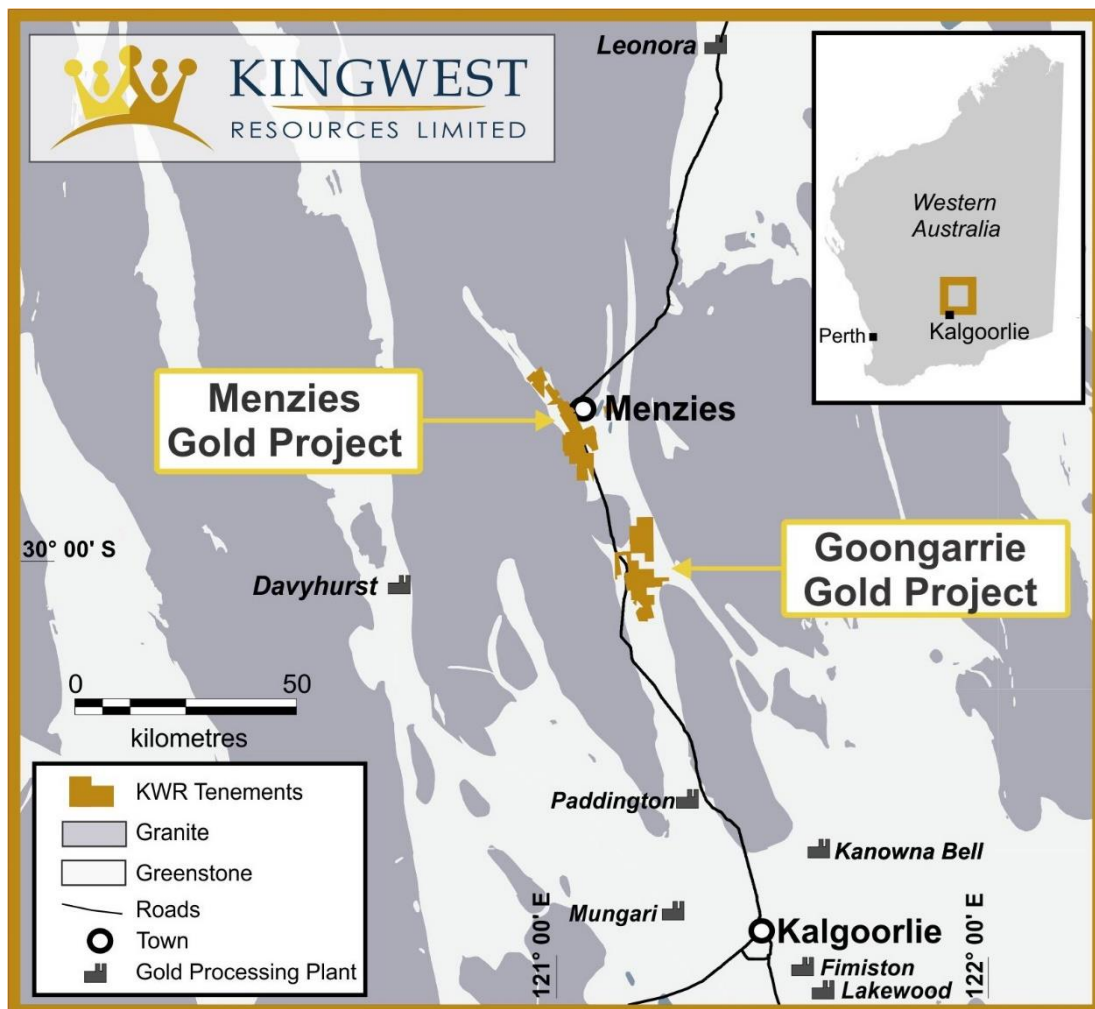 KINGWEST
RESOURCES LIMITED
Leonora
Western
Australia
Perth
Kalgoorlie
Menzies
Gold Project
Menzies
30° 00' S
Davyhurst
Goongarrie
Gold Project
0 50
kilometres
Paddington
Kanowna Bell
Mungari
Kalgoorlie
Fimiston
Lakewood
121° 00' E
122° 00' E
KWR Tenements
Granite
Greenstone
Roads
Town
Gold Processing Plant